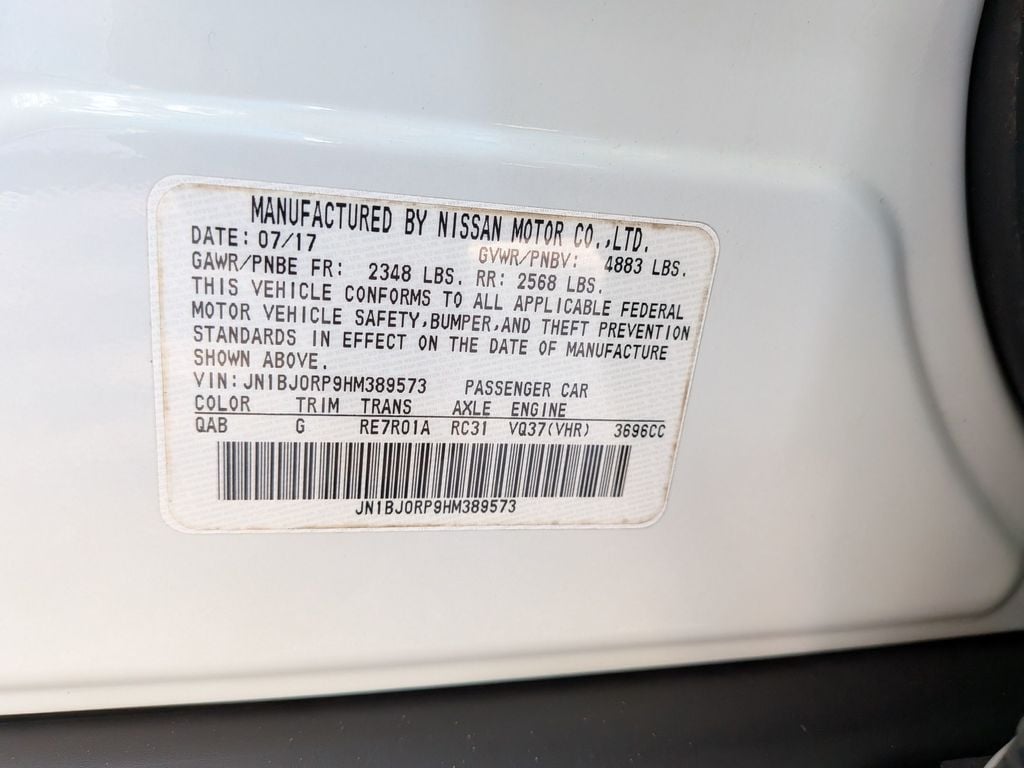 MANUFACTURED BY NISSAN MOTOR CO.,LTD.
DATE: 07/17 GVWR/PNBV: 4883 LBS.
GAWR/PNBE FR: 2348 LBS. RR: 2568 LBS.
THIS VEHICLE CONFORMS TO ALL APPLICABLE FEDERAL
MOTOR VEHICLE SAFETY,BUMPER,AND THEFT PREVENTION
STANDARDS IN EFFECT ON THE DATE OF MANUFACTURE
SHOWN ABOVE.
VIN: JN1BJ0RP9HM389573 PASSENGER CAR
COLOR TRIM TRANS AXLE ENGINE
QAB G RE7R01A RC31 VQ37(VHR) 3696CC
JN1BJ0RP9HM389573